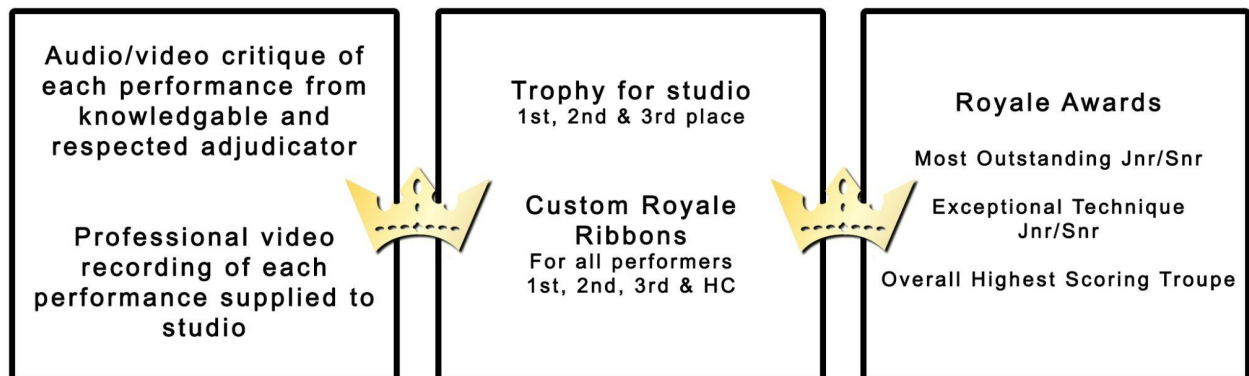 Audio/video critique of
each performance from
knowledgable and
respected adjudicator
Professional video
recording of each
performance supplied to
studio
Trophy for studio
1st, 2nd & 3rd place
Custom Royale
Ribbons
For all performers
1st, 2nd, 3rd & HC
Royale Awards
Most Outstanding Jnr/Snr
Exceptional Technique
Jnr/Snr
Overall Highest Scoring Troupe